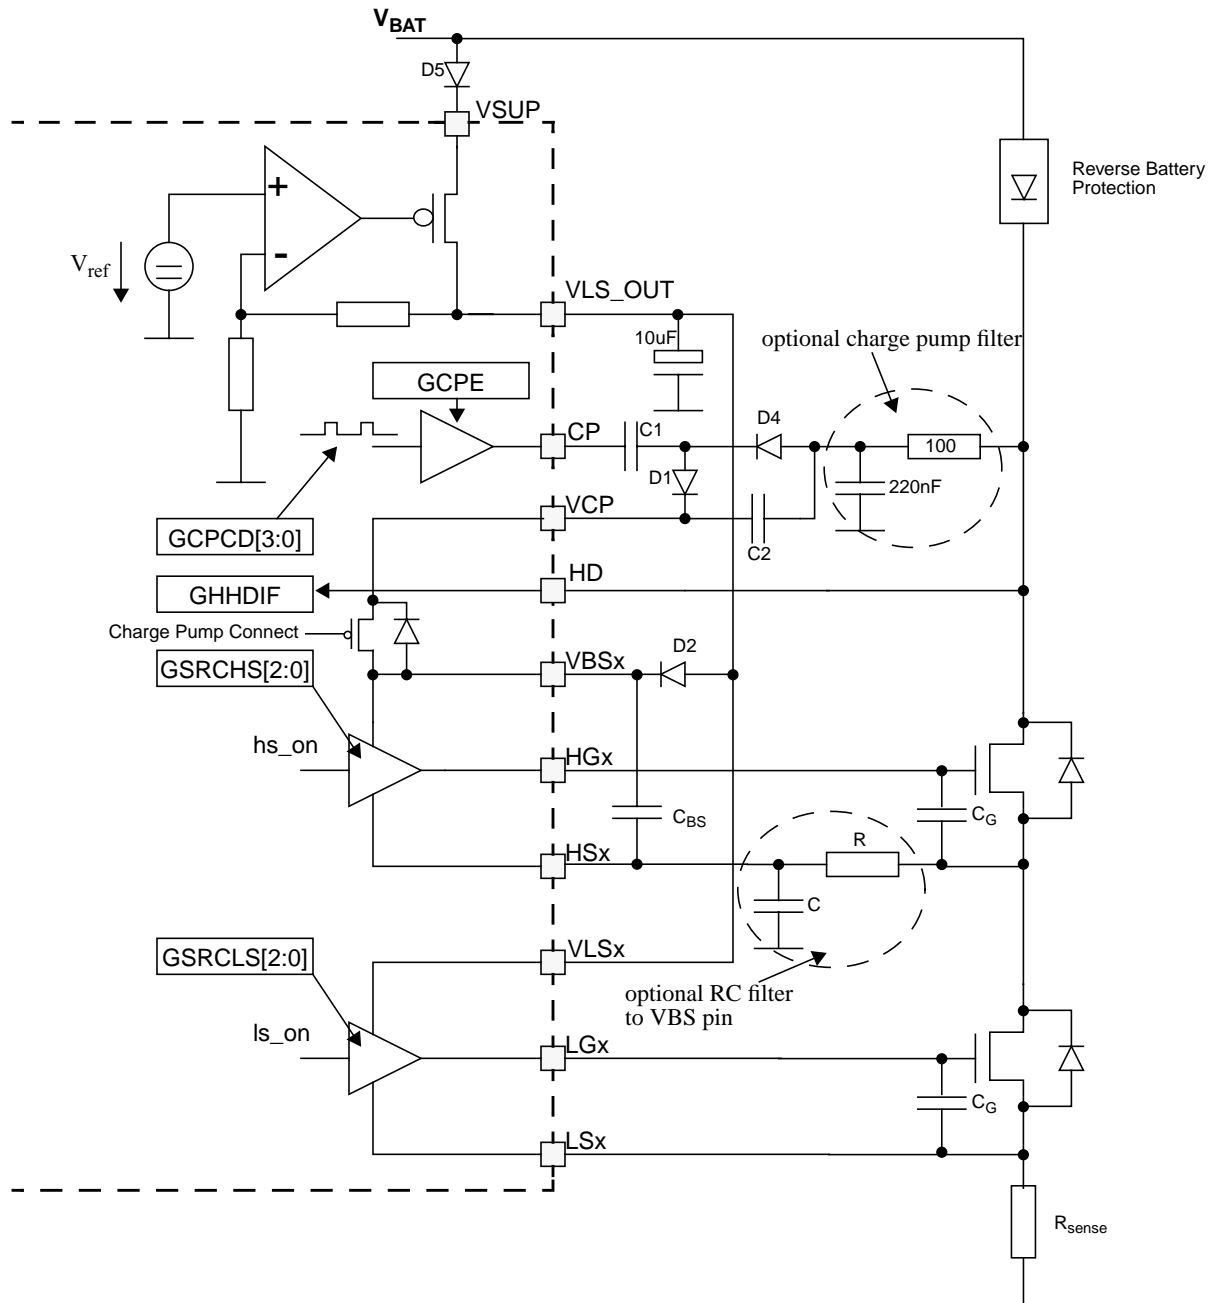 VBAT
D5
VSUP
Reverse Battery
Protection
+
-
Vref
VLS_OUT
10uF
optional charge pump filter
GCPE
CP
C1
D4
100
D1
220nF
VCP
C2
GCPCD[3:0]
HD
GHHDIF
Charge Pump Connect
D2
VBSx
GSRCHS[2:0]
hs_on
HGx
CBS
CG
R
HSx
C
GSRCLS[2:0]
VLSx
optional RC filter
to VBS pin
ls_on
LGx
CG
LSx
Rsense